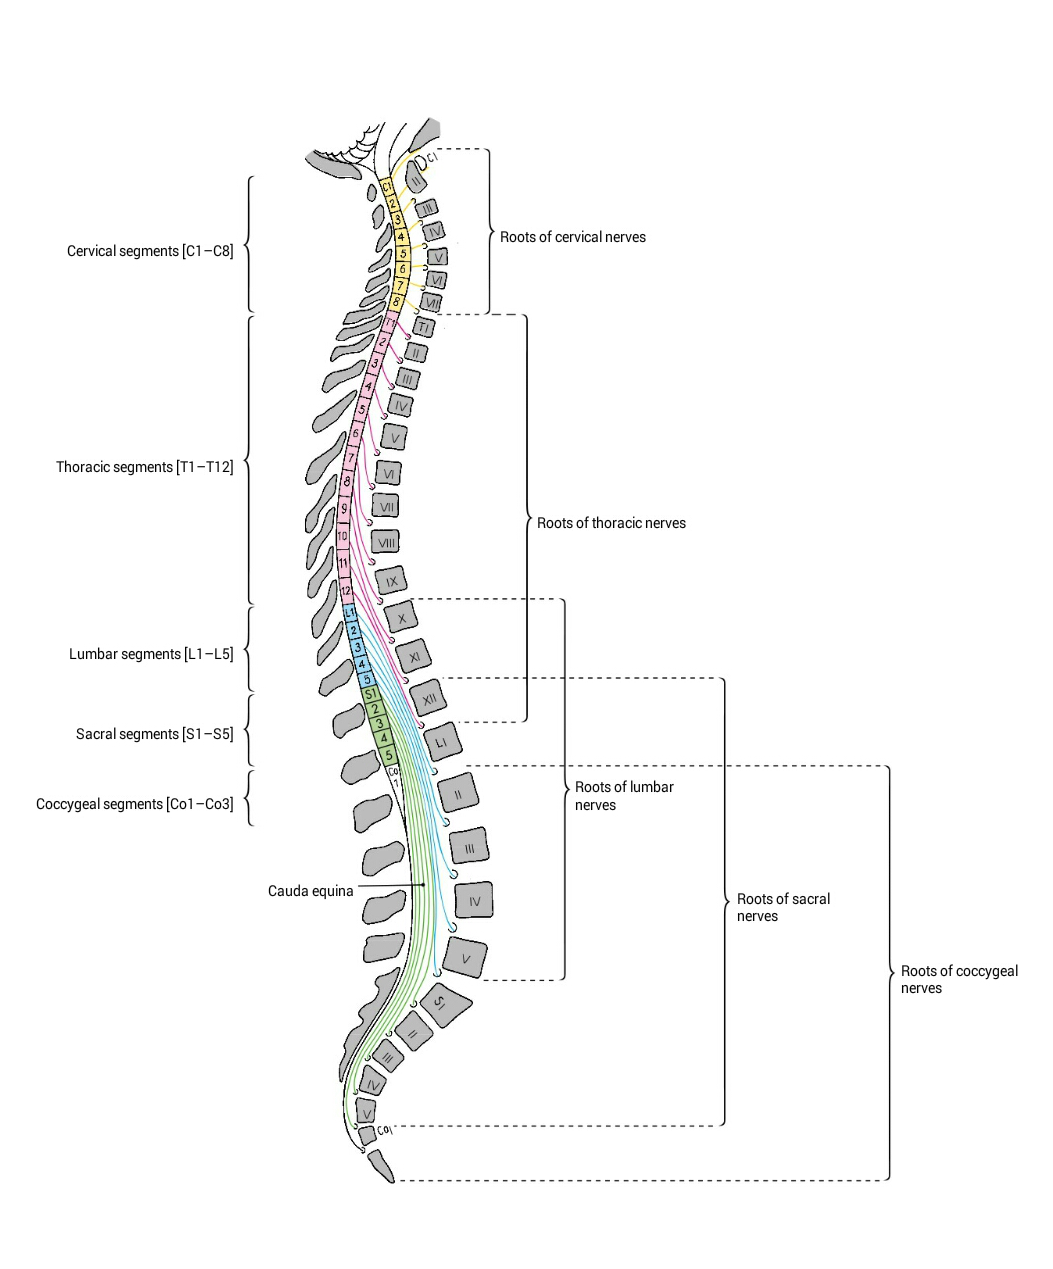 C1
II
C1
2
III
3
IV
4
Roots of cervical nerves
Cervical segments [C1–C8]
5
V
6
VI
7
VII
8
T1
TI
2
II
3
III
4
IV
5
V
6
7
Thoracic segments [T1–T12]
VI
8
9
VII
Roots of thoracic nerves
10
VIII
11
IX
12
L1
X
2
3
Lumbar segments [L1–L5]
XI
4
5
S1
XII
2
3
Sacral segments [S1–S5]
4
LI
5
Co
1
Roots of lumbar
nerves
II
Coccygeal segments [Co1–Co3]
III
Cauda equina
IV
Roots of sacral
nerves
V
Roots of coccygeal
nerves
SI
II
III
IV
V
Co1